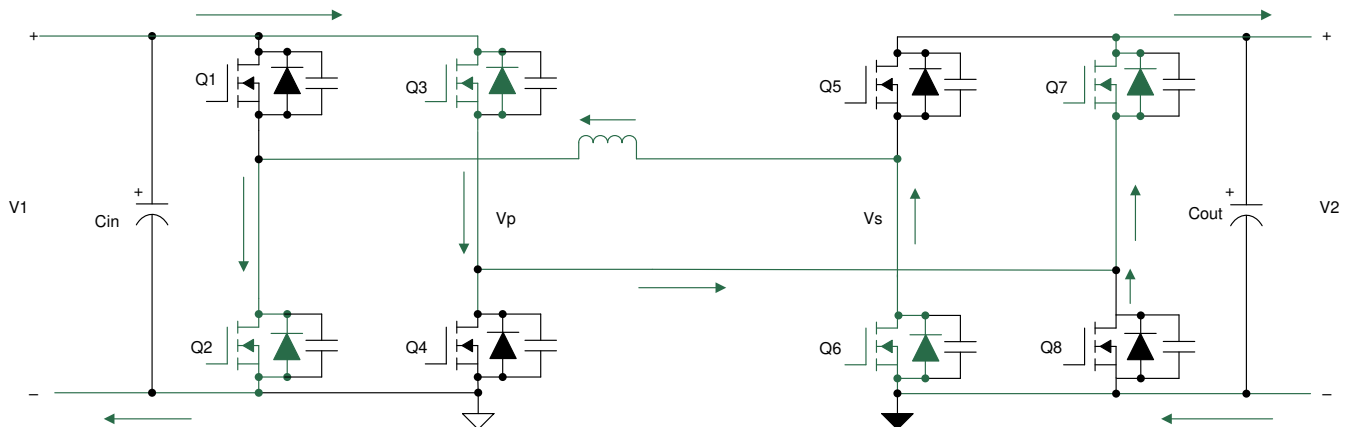 +
+
Q1
Q3
Q5
Q7
+
+
V1
Cin
Vp
Vs
Cout
V2
Q2
Q4
Q6
Q8
–
–